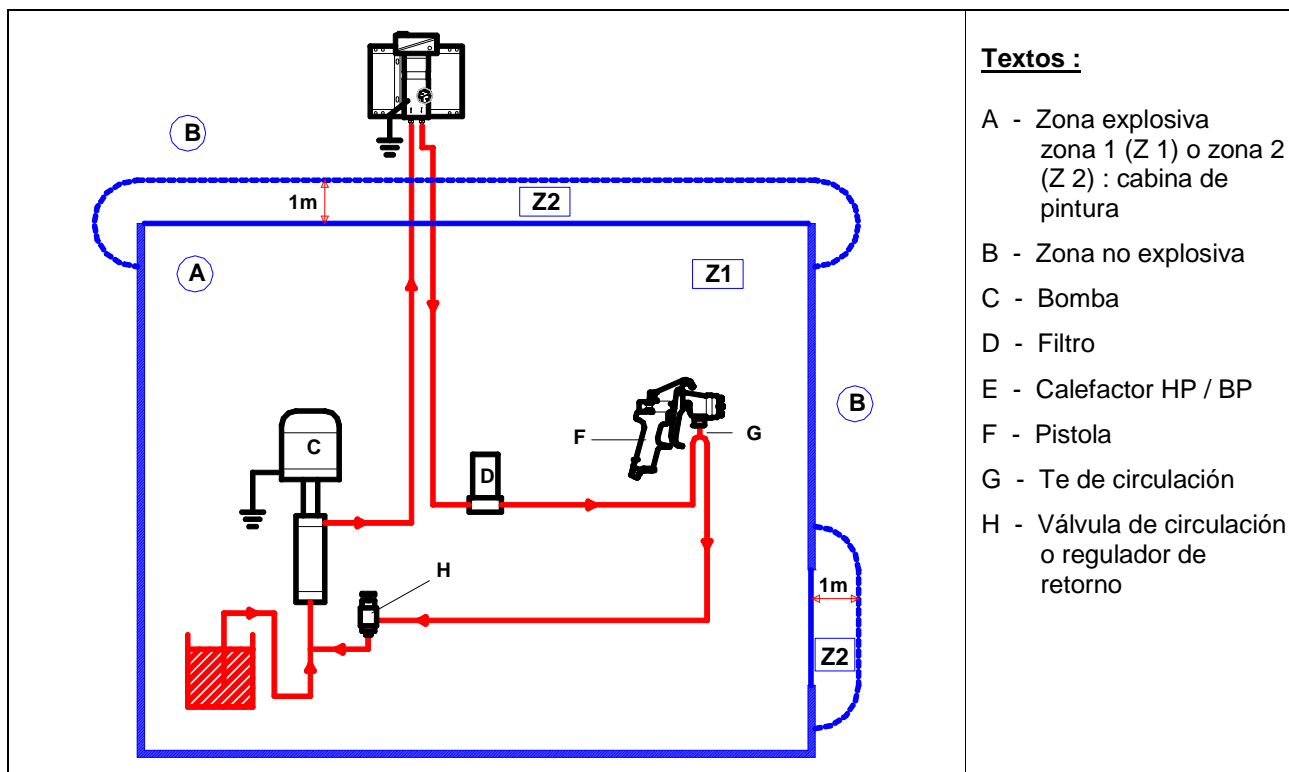 B
1m
Z2
A
Z1
B
C
F
G
D
H
1m
Z2
Textos :
A - Zona explosiva
zona 1 (Z 1) o zona 2
(Z 2) : cabina de
pintura
B - Zona no explosiva
C - Bomba
D - Filtro
E - Calefactor HP / BP
F - Pistola
G - Te de circulación
H - Válvula de circulación
o regulador de
retorno